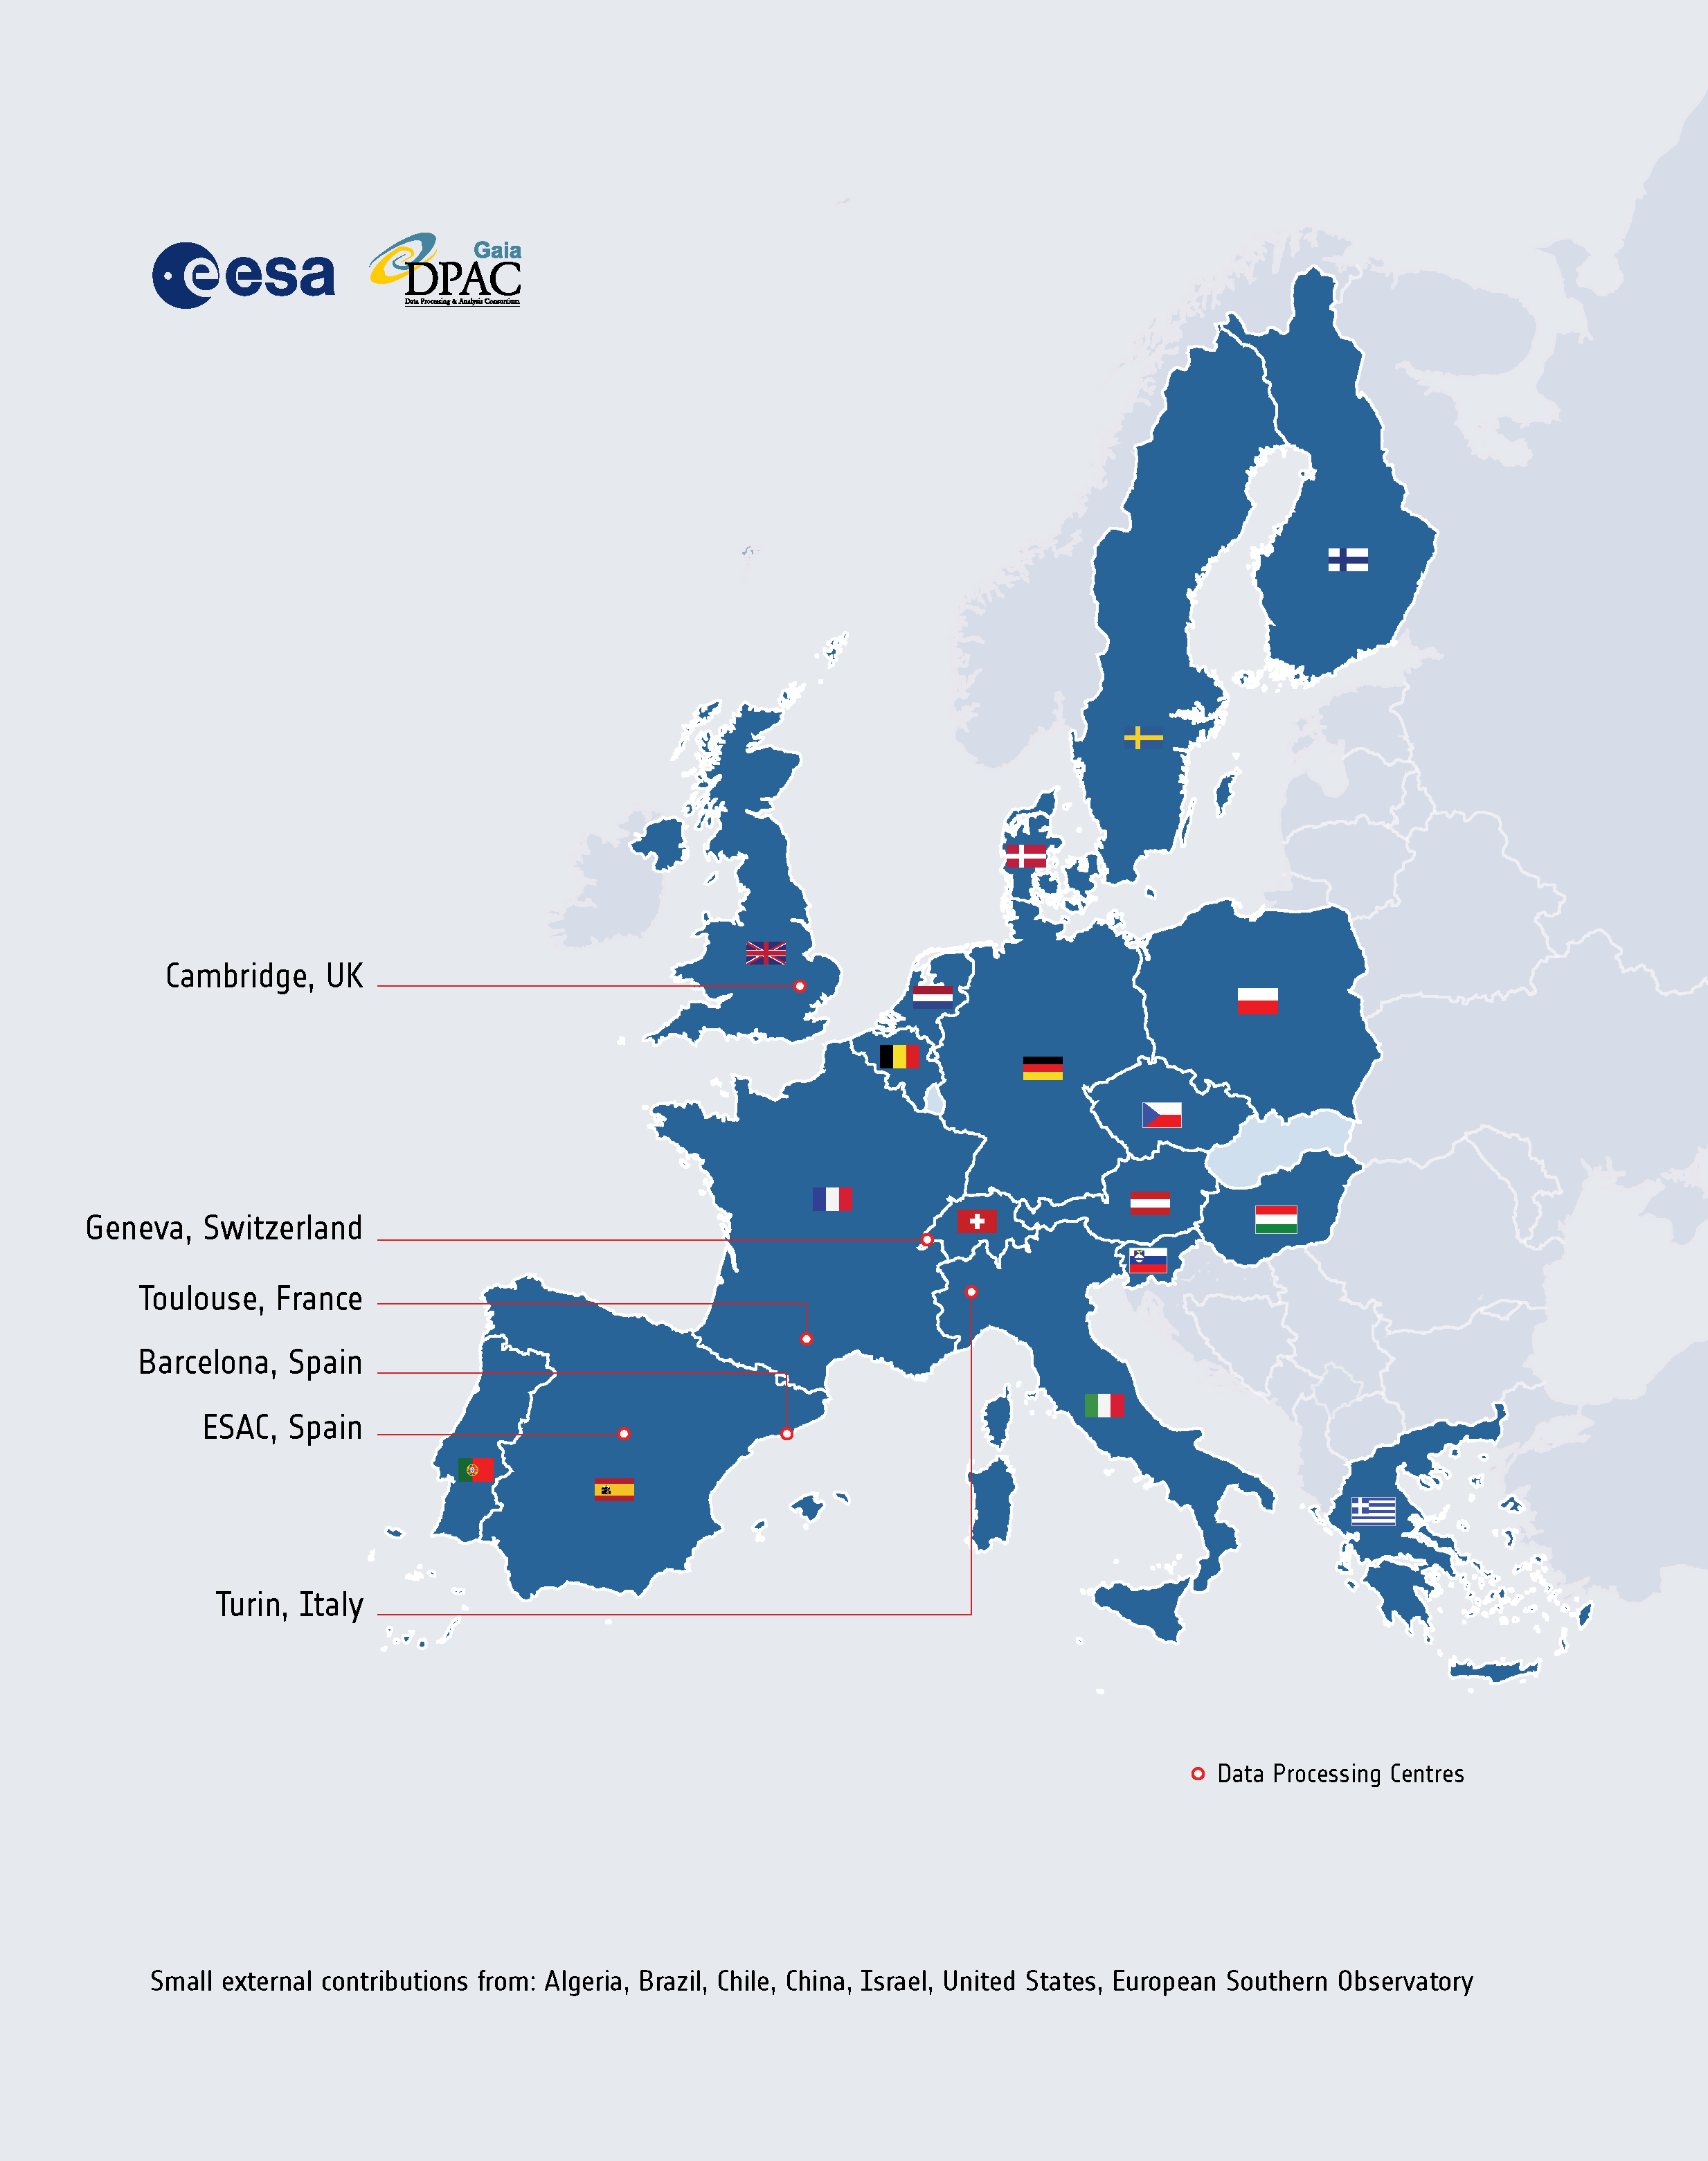 esa
Gaia
DPAC
Data Processing & Analysis Consortium
Cambridge, UK
Geneva, Switzerland
Toulouse, France
Barcelona, Spain
ESAC, Spain
Turin, Italy
Data Processing Centres
Small external contributions from: Algeria, Brazil, Chile, China, Israel, United States, European Southern Observatory